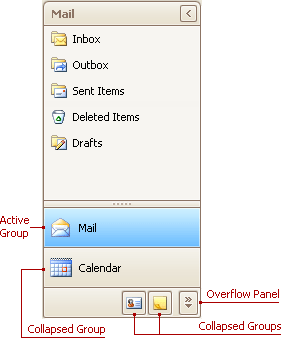 Mail
Inbox
Outbox
Sent Items
Deleted Items
Drafts
Active
Group
Mail
Calendar
Overflow Panel
Collapsed Group
Collapsed Groups